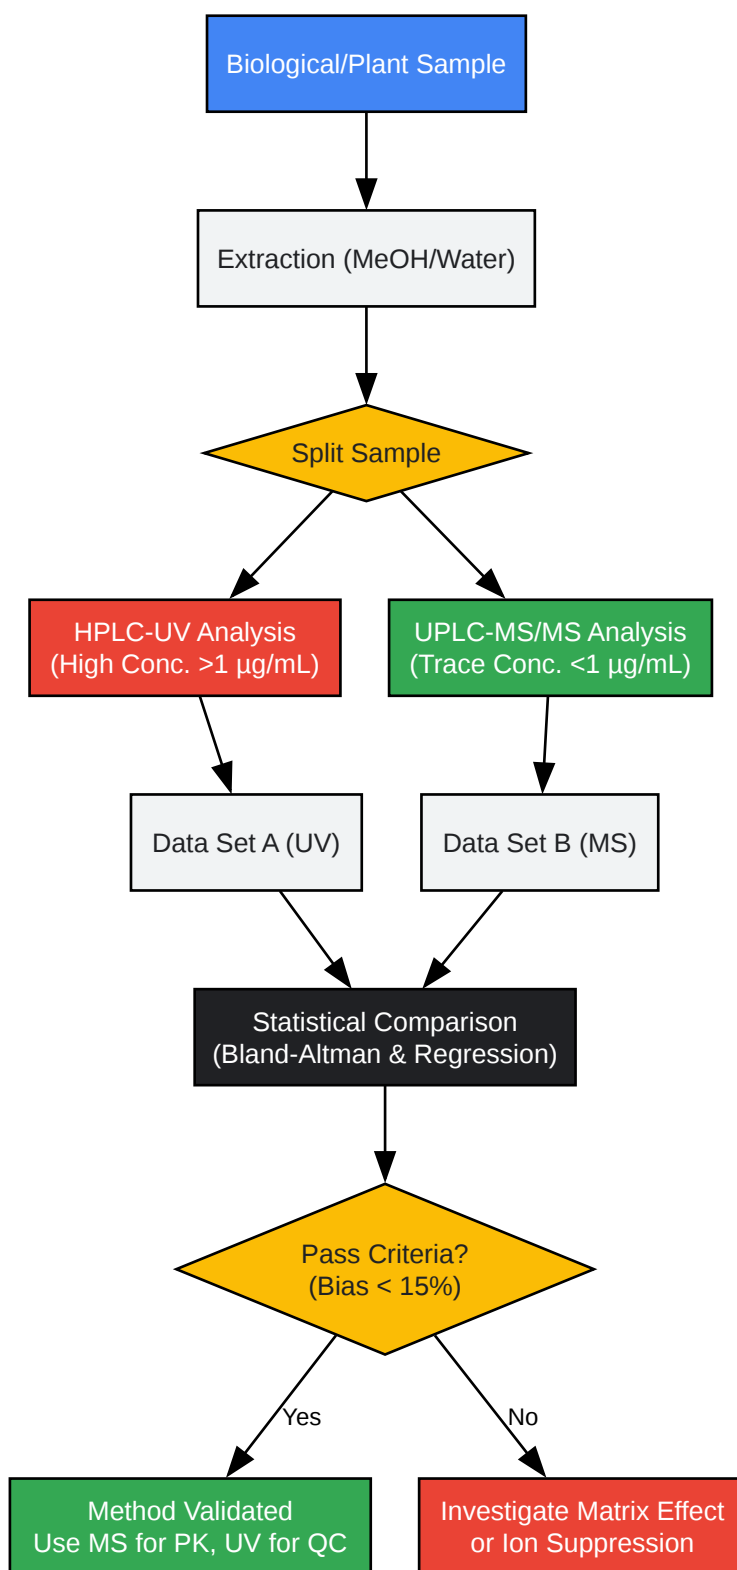 Biological/Plant Sample
Extraction (MeOH/Water)
Split Sample
HPLC-UV Analysis
(High Conc. >1 µg/mL)
UPLC-MS/MS Analysis
(Trace Conc. <1 µg/mL)
Data Set A (UV)
Data Set B (MS)
Statistical Comparison
(Bland-Altman & Regression)
Pass Criteria?
(Bias < 15%)
Yes
No
Method Validated
Use MS for PK, UV for QC
Investigate Matrix Effect
or Ion Suppression